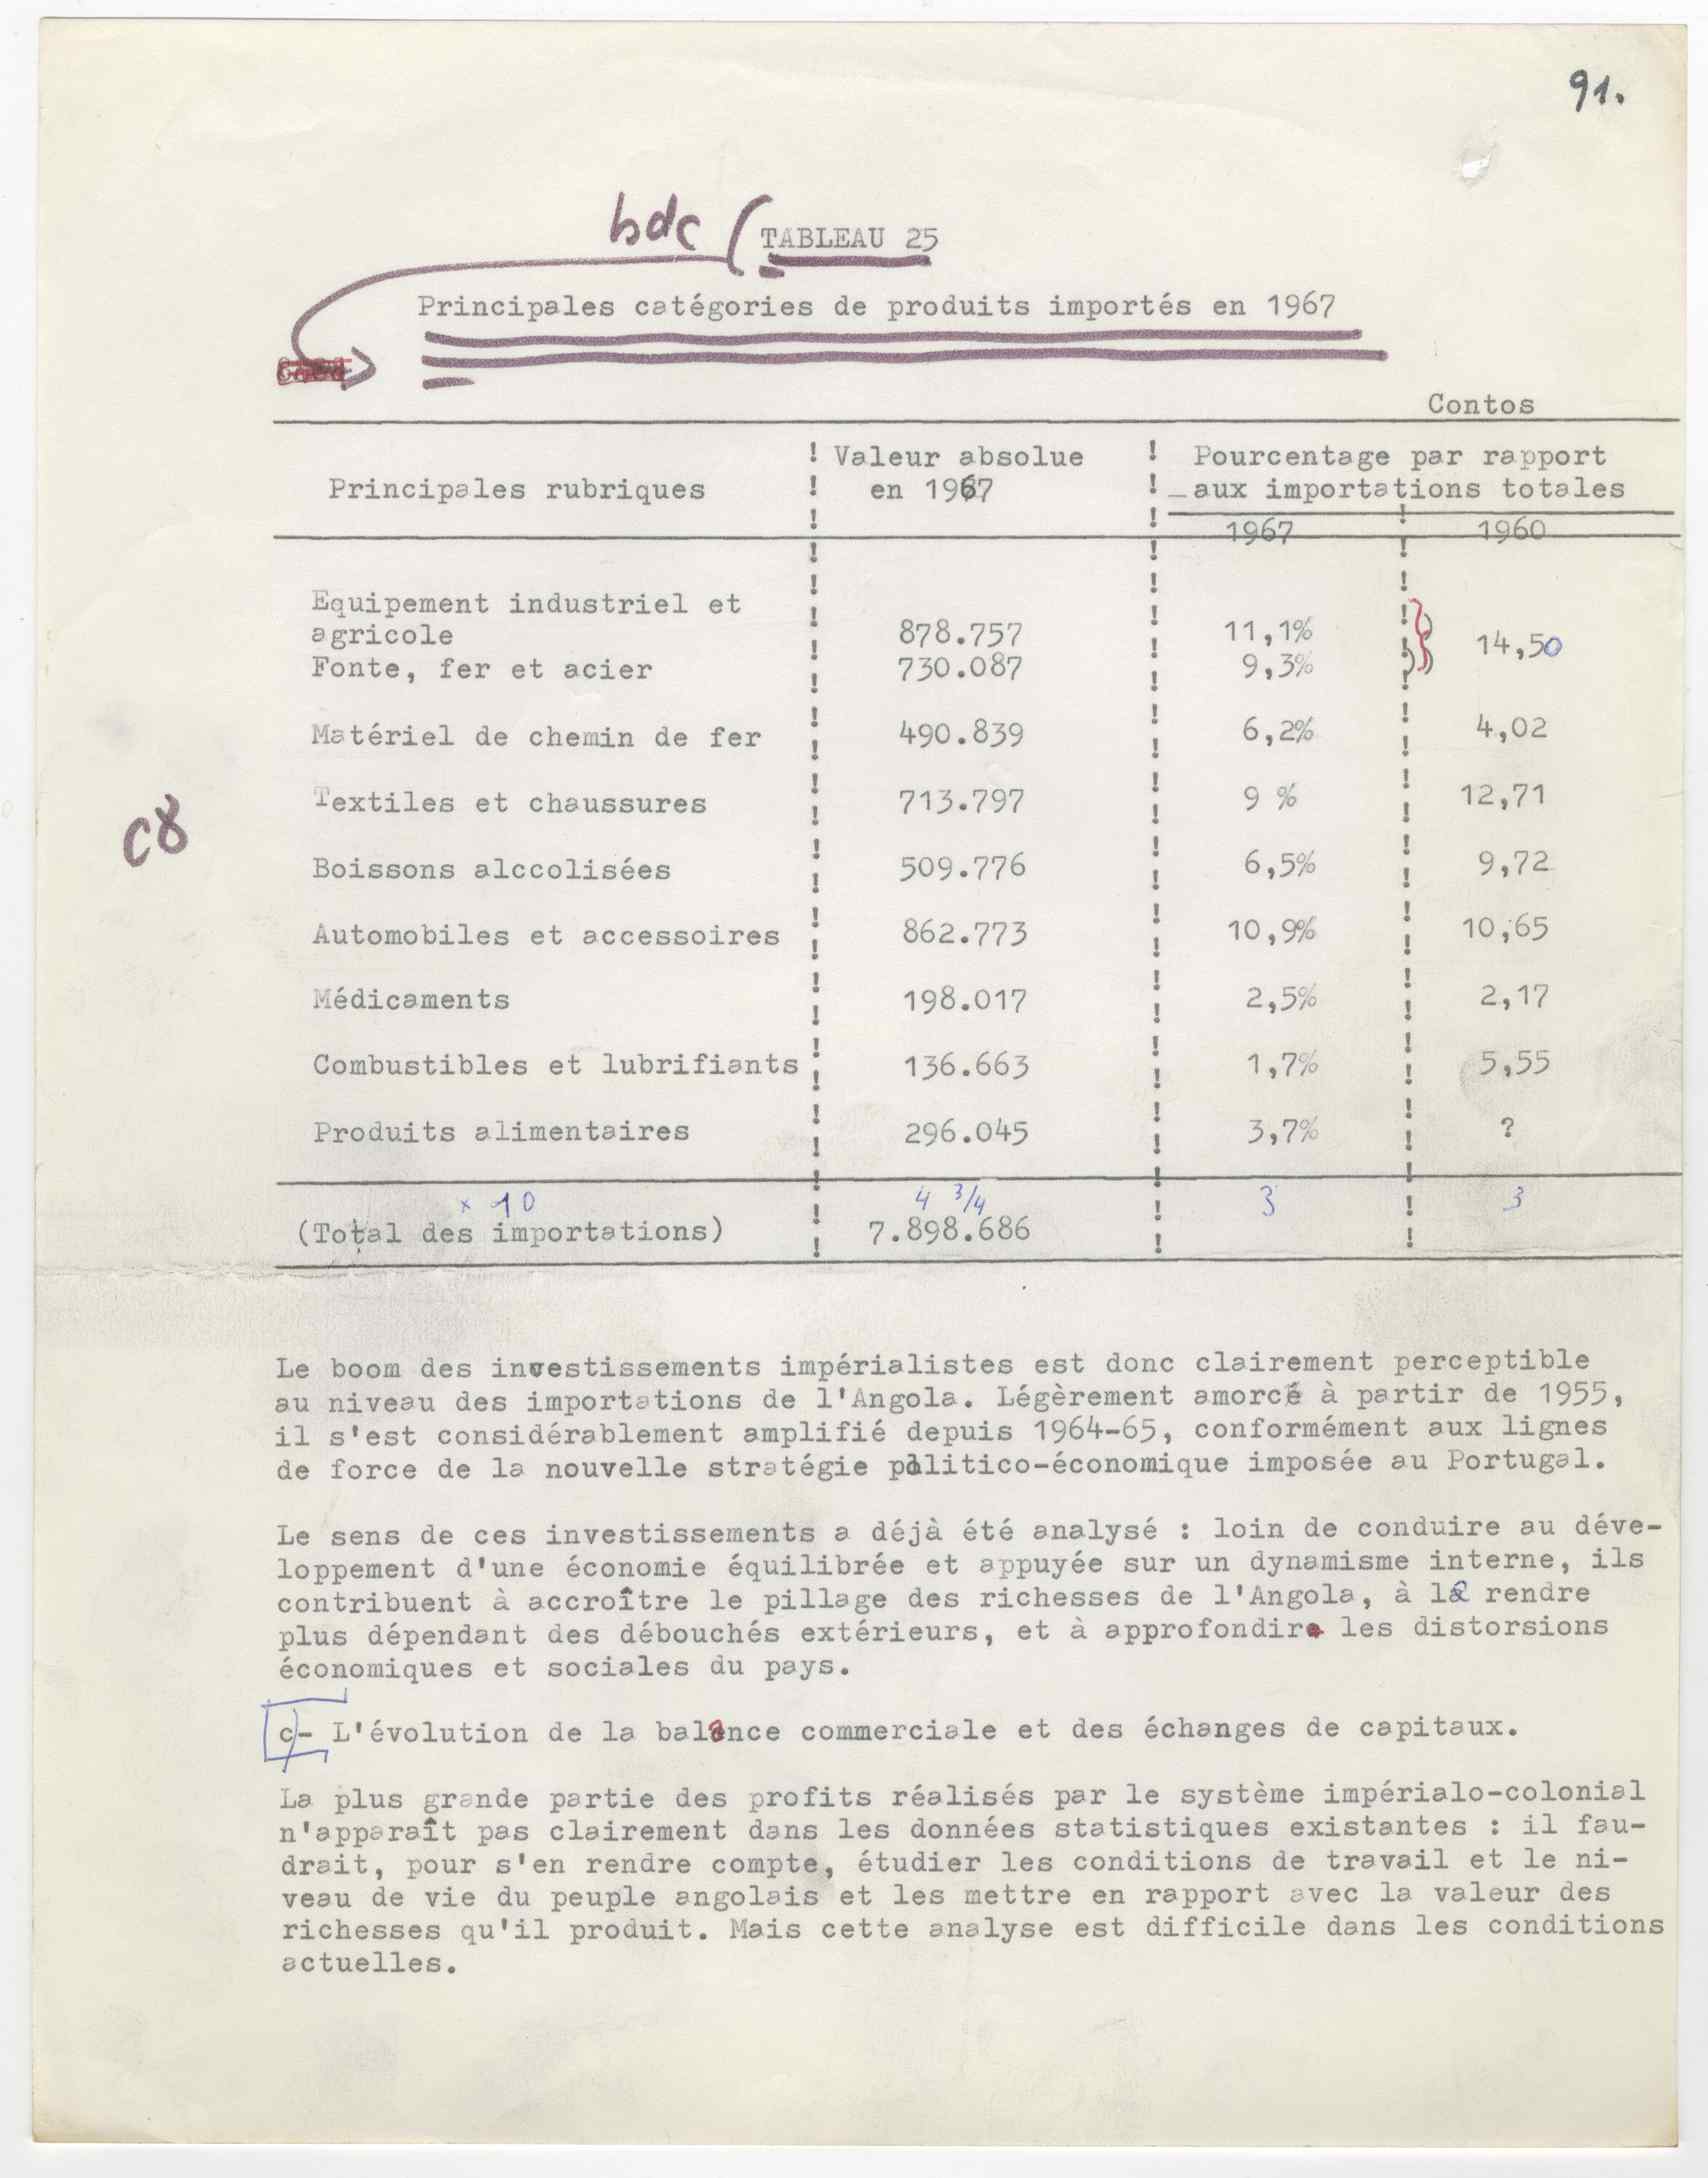 91.
bdc (TABLEAU 25
Principales catégories de produits importés en 1967
Contos
Principales rubriques ! Valeur absolue en 1967 ! Pourcentage par rapport aux importations totales
1967 ! 1960
Equipement industriel et
agricole 878.757 11,1%
14,50
Fonte, fer et acier 730.087 9,3%
Matériel de chemin de fer 490.839 6,2% 4,02
Textiles et chaussures 713.797 9 % 12,71
c8
Boissons alccolisées 509.776 6,5% 9,72
Automobiles et accessoires 862.773 10,9% 10,65
Médicaments 198.017 2,5% 2,17
Combustibles et lubrifiants 136.663 1,7% 5,55
Produits alimentaires 296.045 3,7% ?
x 10 4 3/4 3 3
(Total des importations) 7.898.686
Le boom des investissements impérialistes est donc clairement perceptible
au niveau des importations de l'Angola. Légèrement amorcé à partir de 1955,
il s'est considérablement amplifié depuis 1964-65, conformément aux lignes
de force de la nouvelle stratégie politico-économique imposée au Portugal.
Le sens de ces investissements a déjà été analysé : loin de conduire au déve-
loppement d'une économie équilibrée et appuyée sur un dynamisme interne, ils
contribuent à accroître le pillage des richesses de l'Angola, à le rendre
plus dépendant des débouchés extérieurs, et à approfondir les distorsions
économiques et sociales du pays.
c)- L'évolution de la balance commerciale et des échanges de capitaux.
La plus grande partie des profits réalisés par le système impérialo-colonial
n'apparaît pas clairement dans les données statistiques existantes : il fau-
drait, pour s'en rendre compte, étudier les conditions de travail et le ni-
veau de vie du peuple angolais et les mettre en rapport avec la valeur des
richesses qu'il produit. Mais cette analyse est difficile dans les conditions
actuelles.